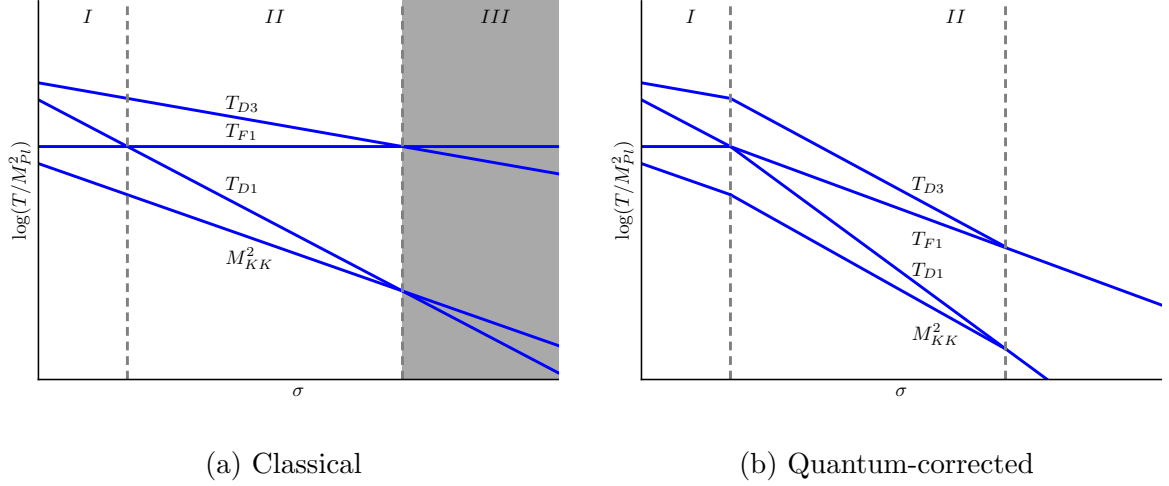 I II III
T_{D3}
T_{F1}
T_{D1}
M^2_{KK}
log(T/M^2_{Pl})
σ
(a) Classical
I II
T_{D3}
T_{F1}
T_{D1}
M^2_{KK}
log(T/M^2_{Pl})
σ
(b) Quantum-corrected